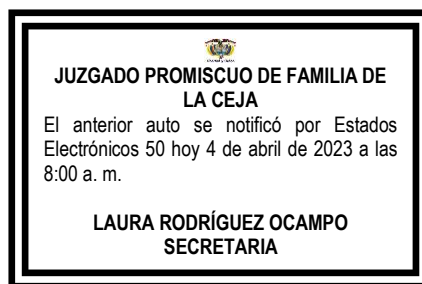 JUZGADO PROMISCUO DE FAMILIA DE
LA CEJA
El anterior auto se notificó por Estados
Electrónicos 50 hoy 4 de abril de 2023 a las
8:00 a. m.
LAURA RODRÍGUEZ OCAMPO
SECRETARIA